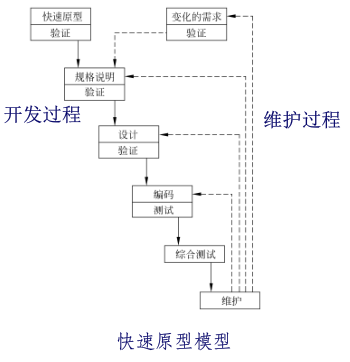 快速原型
验证
变化的需求
验证
规格说明
验证
开发过程
维护过程
设计
验证
编码
测试
综合测试
维护
快速原型模型